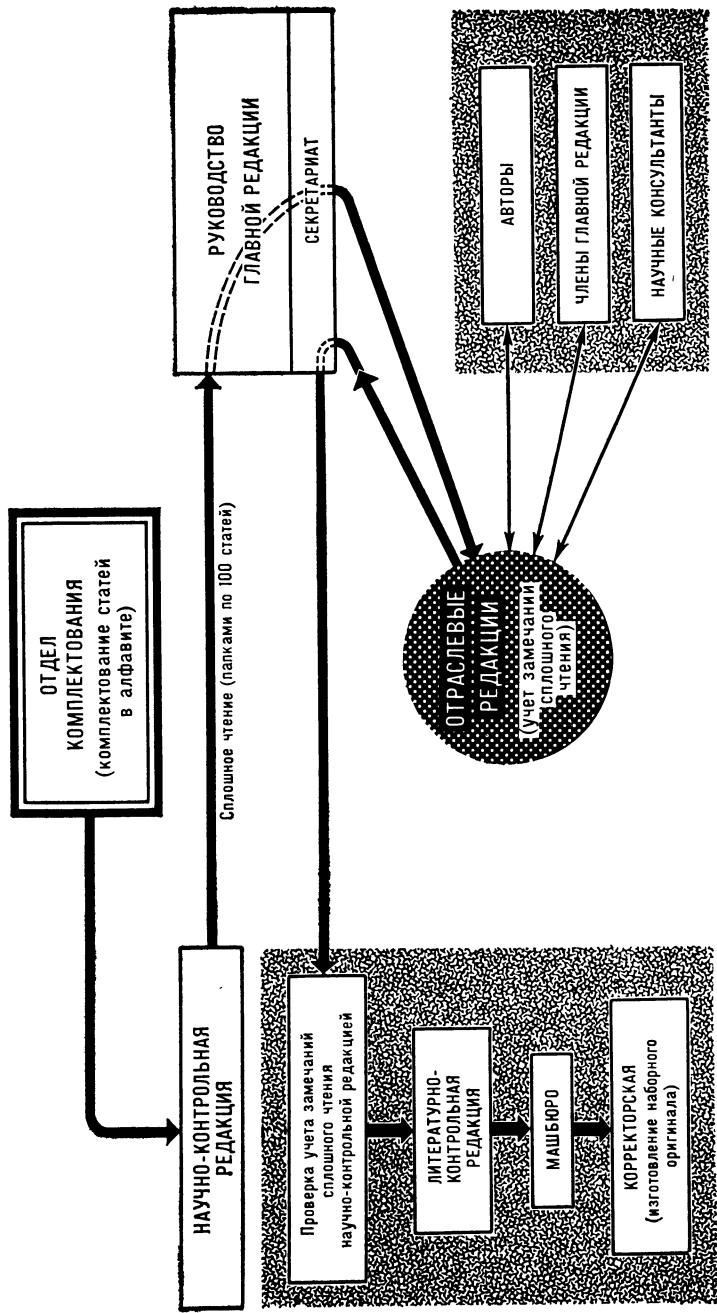 ОТДЕЛ
КОМПЛЕКТОВАНИЯ
(комплектование статей
в алфавите)
НАУЧНО-КОНТРОЛЬНАЯ
РЕДАКЦИЯ
Сплошное чтение (папками по 100 статей)
РУКОВОДСТВО
ГЛАВНОЙ РЕДАКЦИИ
СЕКРЕТАРИАТ
Проверка учета замечаний
сплошного чтения
научно-контрольной редакцией
ЛИТЕРАТУРНО-
КОНТРОЛЬНАЯ
РЕДАКЦИЯ
МАШБЮРО
КОРРЕКТОРСКАЯ
(изготовление наборного
оригинала)
ОТРАСЛЕВЫЕ
РЕДАКЦИИ
(учет замечаний
сплошного
чтения)
АВТОРЫ
ЧЛЕНЫ ГЛАВНОЙ РЕДАКЦИИ
НАУЧНЫЕ КОНСУЛЬТАНТЫ